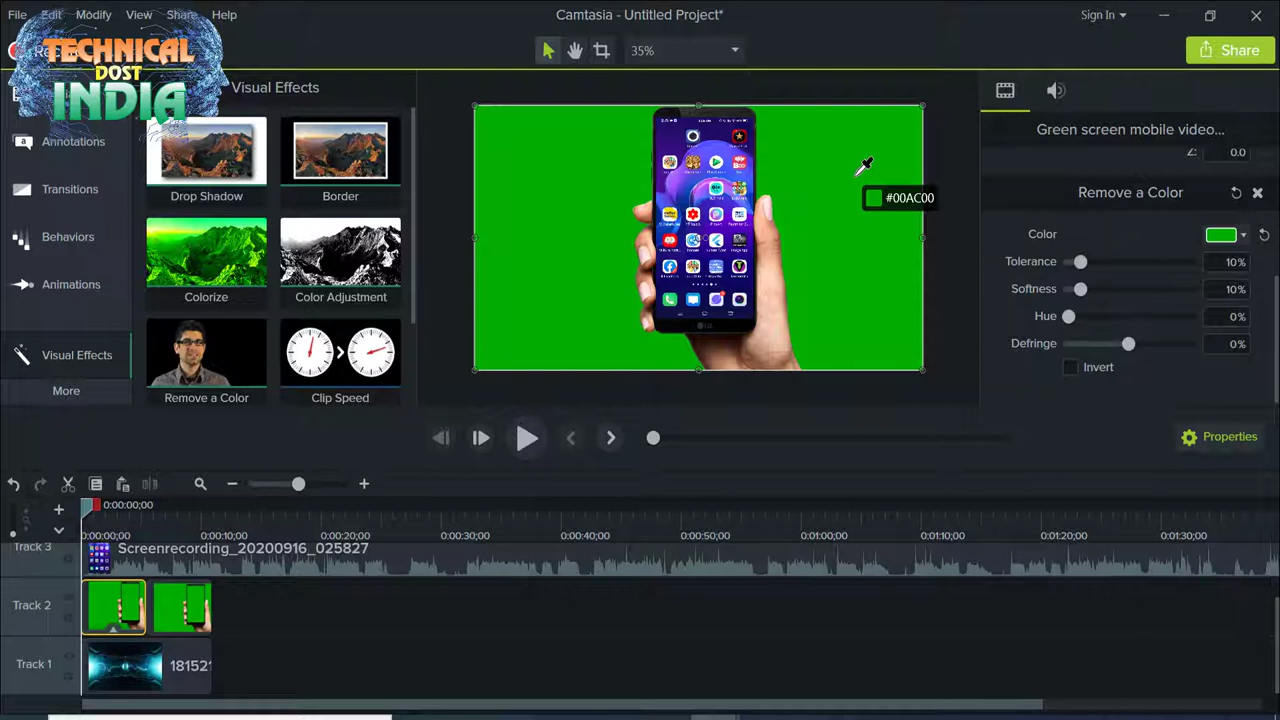 File Edit Modify View Share Help
Camtasia - Untitled Project*
Sign In
TECHNICAL
DOST
INDIA
35%
Share
Visual Effects
Annotations
Transitions
Behaviors
Animations
Visual Effects
More
Drop Shadow
Border
Colorize
Color Adjustment
Remove a Color
Clip Speed
#00AC00
LG
Green screen mobile video...
0.0
Remove a Color
Color
Tolerance 10%
Softness 10%
Hue 0%
Defringe 0%
Invert
Properties
0:00:00;00
0:00:00;00 0:00:10;00 0:00:20;00 0:00:30;00 0:00:40;00 0:00:50;00 0:01:00;00 0:01:10;00 0:01:20;00 0:01:30;00
Track 3
Screenrecording_20200916_025827
Track 2
Track 1
181521